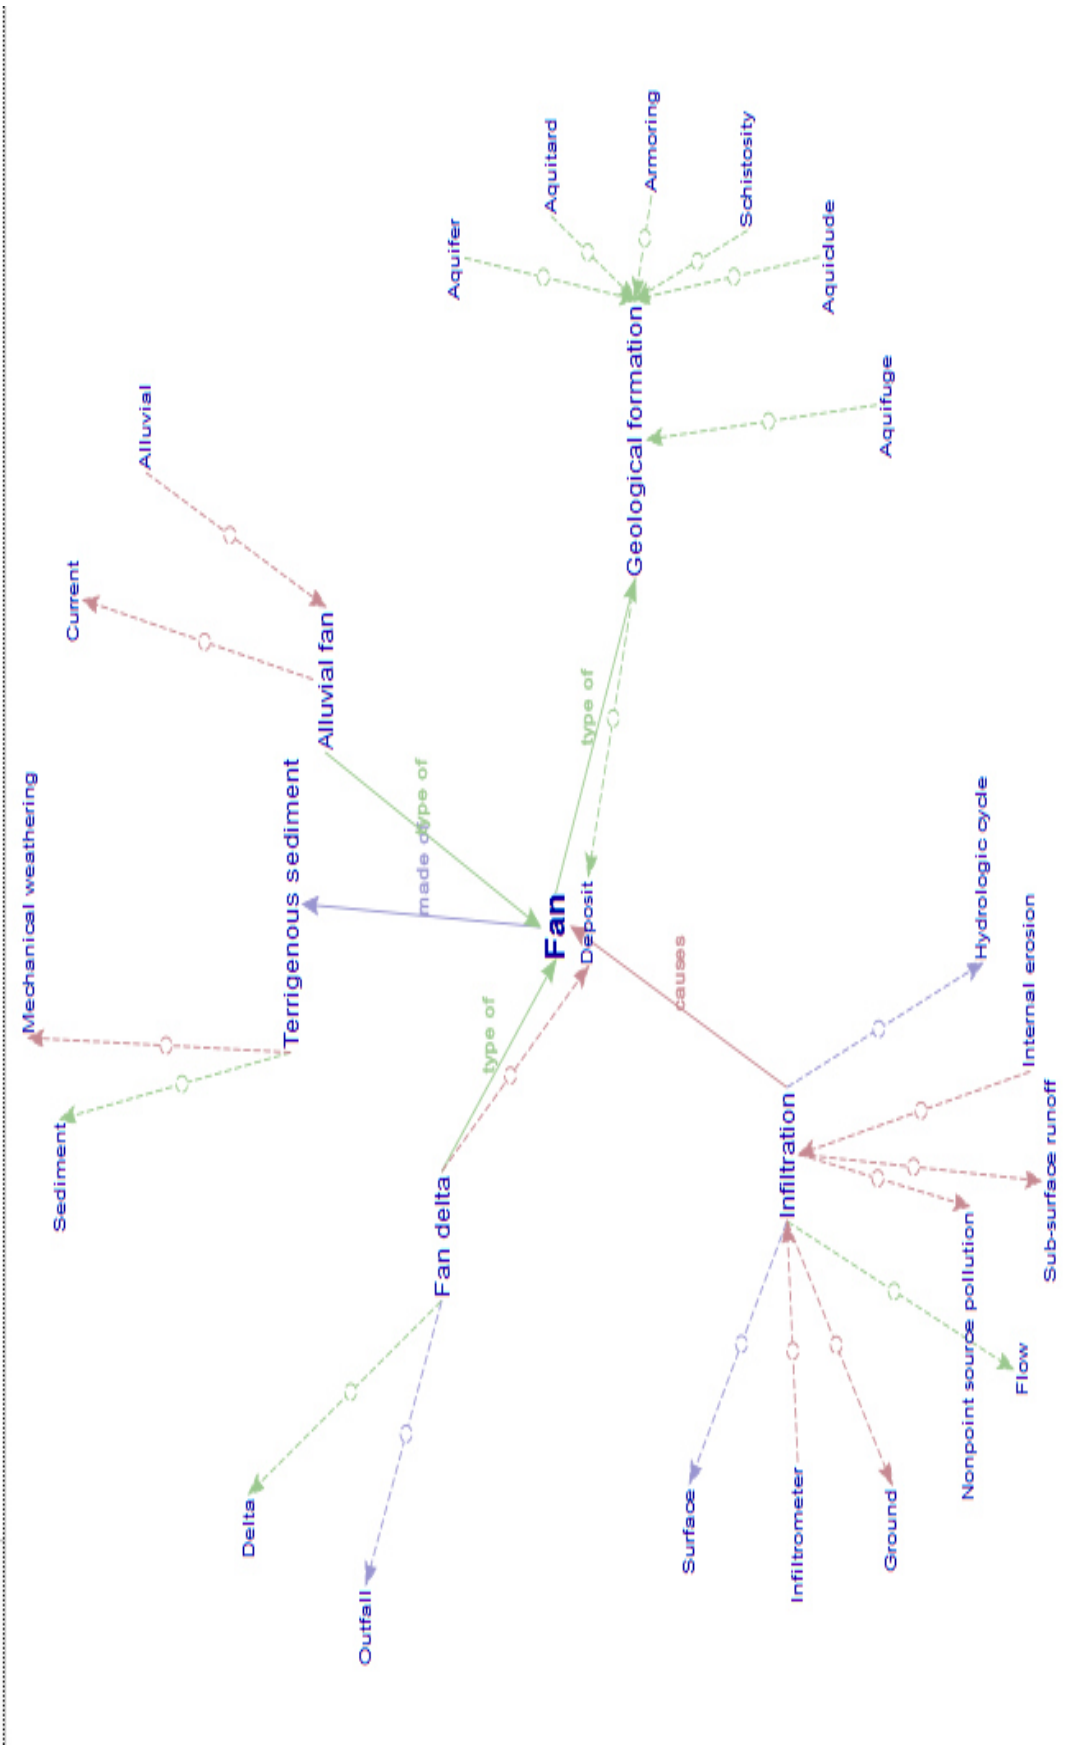 Mechanical weathering
Sediment
Current
Alluvial
Terrigenous sediment
Alluvial fan
made of
type of
Aquifer
Aquitard
Armoring
Schistosity
Aquiclude
Aquifuge
Geological formation
type of
Fan
Deposit
type of
Fan delta
Delta
Outfall
causes
Infiltration
Hydrologic cycle
Internal erosion
Sub-surface runoff
Nonpoint source pollution
Flow
Surface
Infiltrometer
Ground